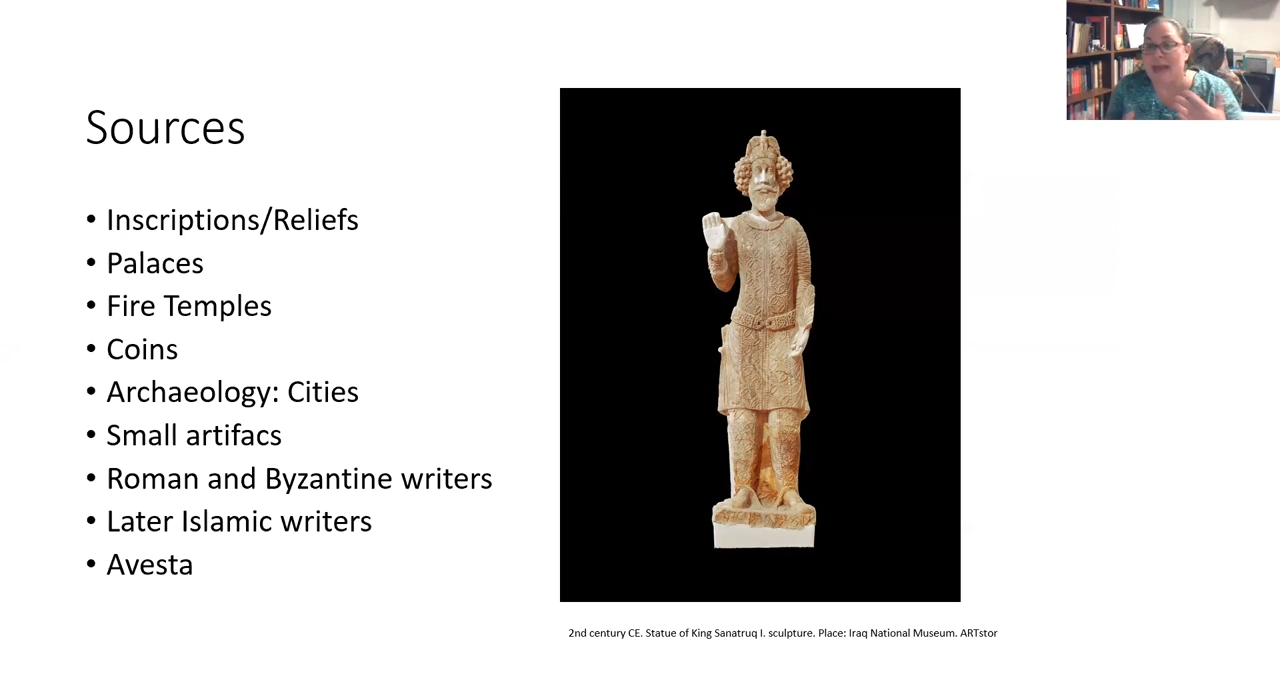 Sources
• Inscriptions/Reliefs
• Palaces
• Fire Temples
• Coins
• Archaeology: Cities
• Small artifacs
• Roman and Byzantine writers
• Later Islamic writers
• Avesta
2nd century CE. Statue of King Sanatruq I. sculpture. Place: Iraq National Museum. ARTstor